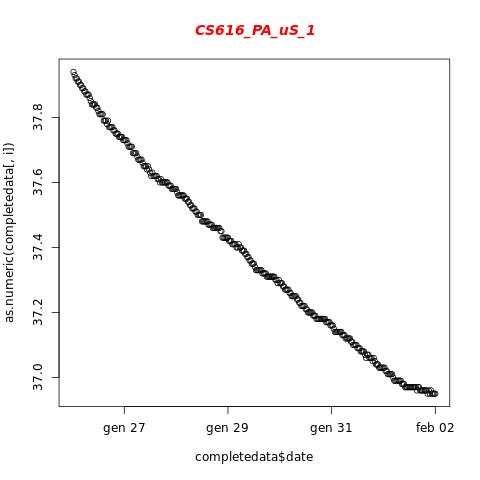 CS616_PA_uS_1
as.numeric(completedata[, i])
37.8
37.6
37.4
37.2
37.0
gen 27
gen 29
gen 31
feb 02
completedata$date